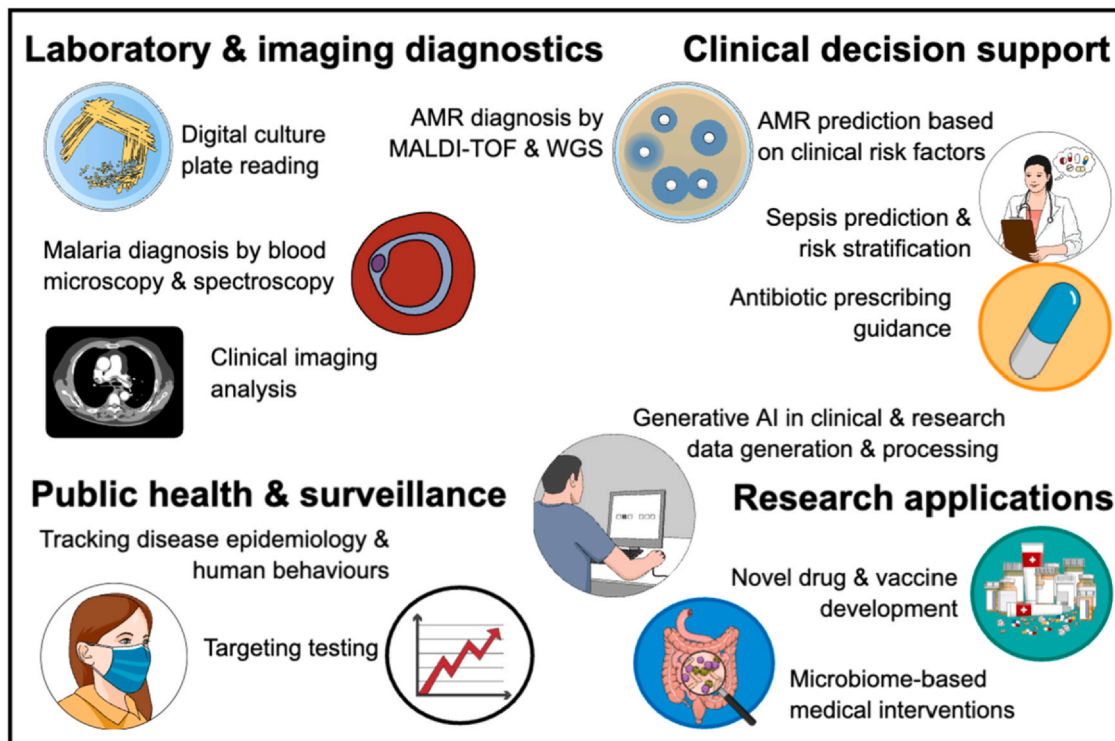 Laboratory & imaging diagnostics
Digital culture
plate reading
AMR diagnosis by
MALDI-TOF & WGS
Malaria diagnosis by blood
microscopy & spectroscopy
Clinical imaging
analysis
Clinical decision support
AMR prediction based
on clinical risk factors
Sepsis prediction &
risk stratification
Antibiotic prescribing
guidance
Generative AI in clinical & research
data generation & processing
Public health & surveillance
Tracking disease epidemiology &
human behaviours
Targeting testing
Research applications
Novel drug & vaccine
development
Microbiome-based
medical interventions